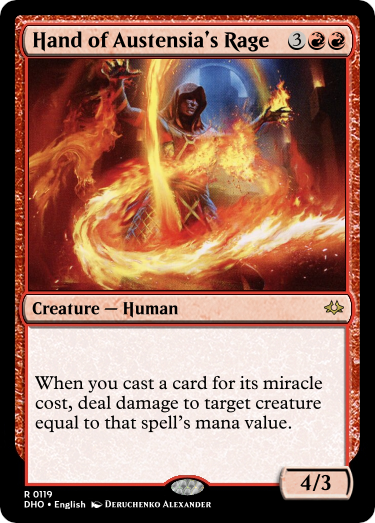 Hand of Austensia's Rage 3
Creature — Human
When you cast a card for its miracle
cost, deal damage to target creature
equal to that spell's mana value.
4/3
R 0119
DHO • English Deruchenko Alexander